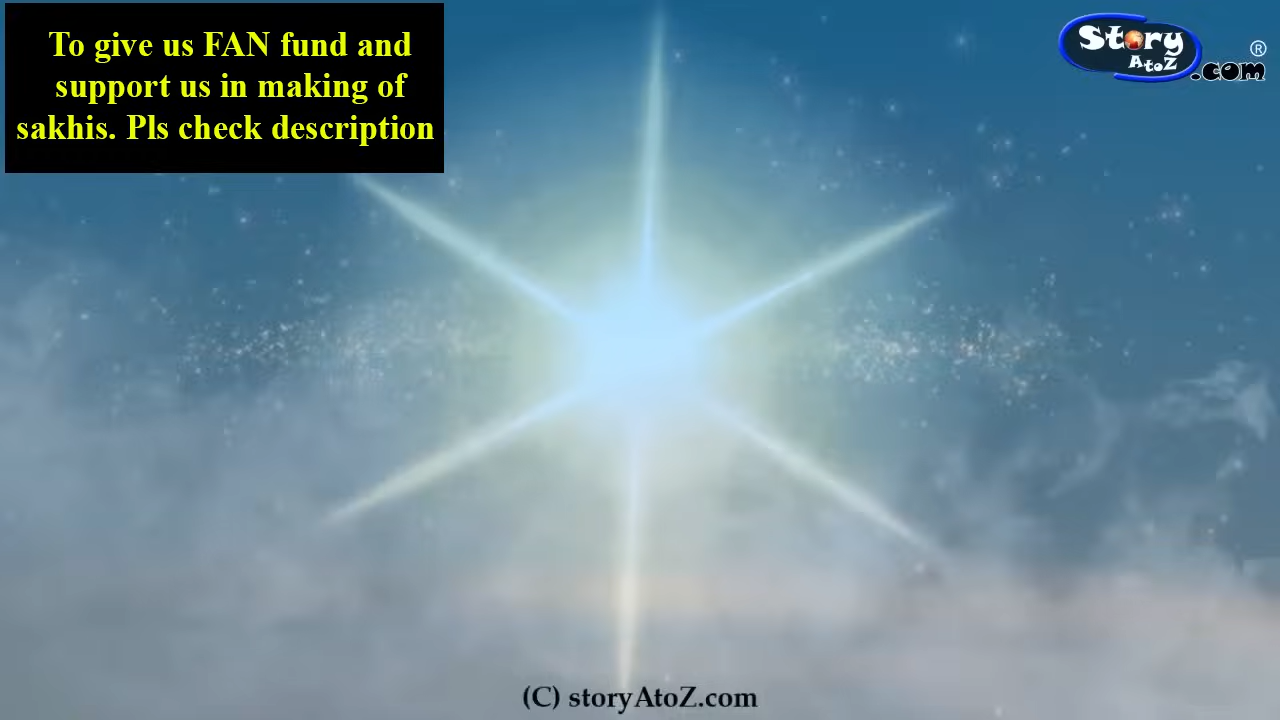 To give us FAN fund and
support us in making of
sakhis. Pls check description
Story
AtoZ
.com
®
(C) storyAtoZ.com